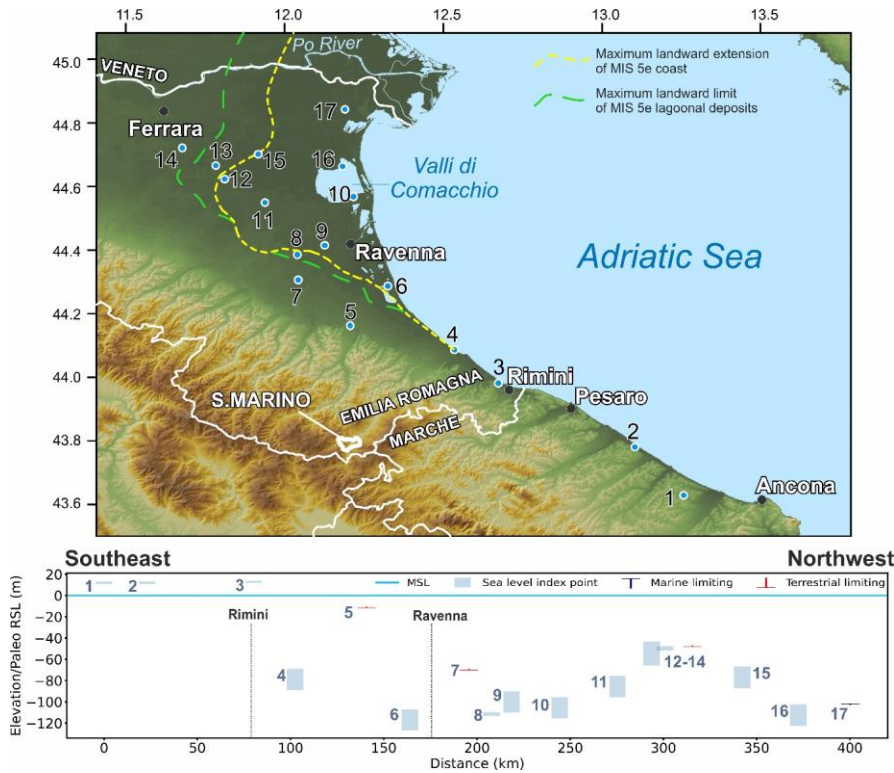 11.5 12.0 12.5 13.0 13.5
45.0
44.8
44.6
44.4
44.2
44.0
43.8
43.6
Po River
VENETO
Maximum landward extension
of MIS 5e coast
Maximum landward limit
of MIS 5e lagoonal deposits
17
Ferrara
14
13
15
16
12
Valli di
Comacchio
10
11
8
9
Ravenna
Adriatic Sea
7
6
5
4
3
Rimini
EMILIA ROMAGNA
S.MARINO
MARCHE
Pesaro
2
1
Ancona
Southeast
Northwest
Elevation/Paleo RSL (m)
20
0
−20
−40
−60
−80
−100
−120
1
2
3
MSL
Sea level index point
Marine limiting
Terrestrial limiting
Rimini
5
Ravenna
4
6
7
8
9
10
11
12-14
15
16
17
0 50 100 150 200 250 300 350 400
Distance (km)